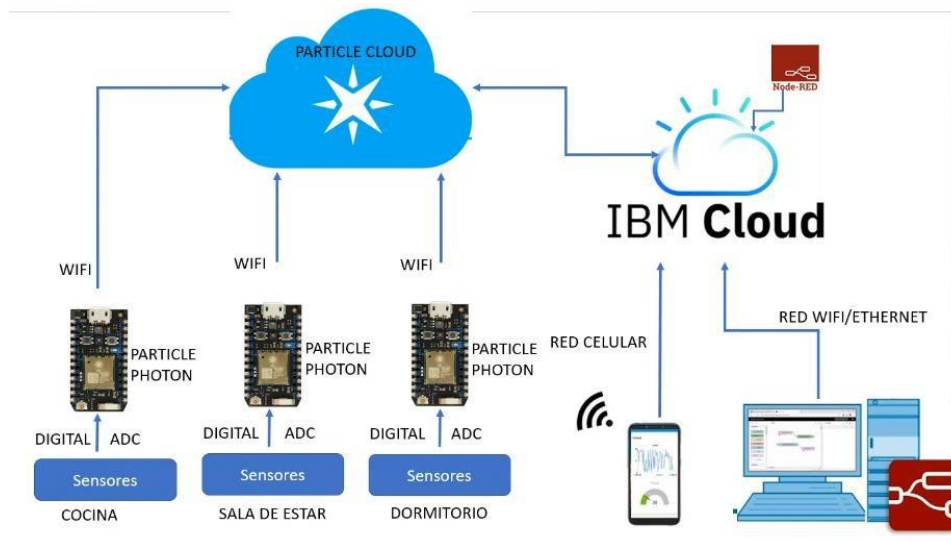 PARTICLE CLOUD
Node-RED
IBM Cloud
WIFI
WIFI
WIFI
RED CELULAR
RED WIFI/ETHERNET
PARTICLE
PHOTON
PARTICLE
PHOTON
PARTICLE
PHOTON
DIGITAL
ADC
DIGITAL
ADC
DIGITAL
ADC
Sensores
Sensores
Sensores
COCINA
SALA DE ESTAR
DORMITORIO